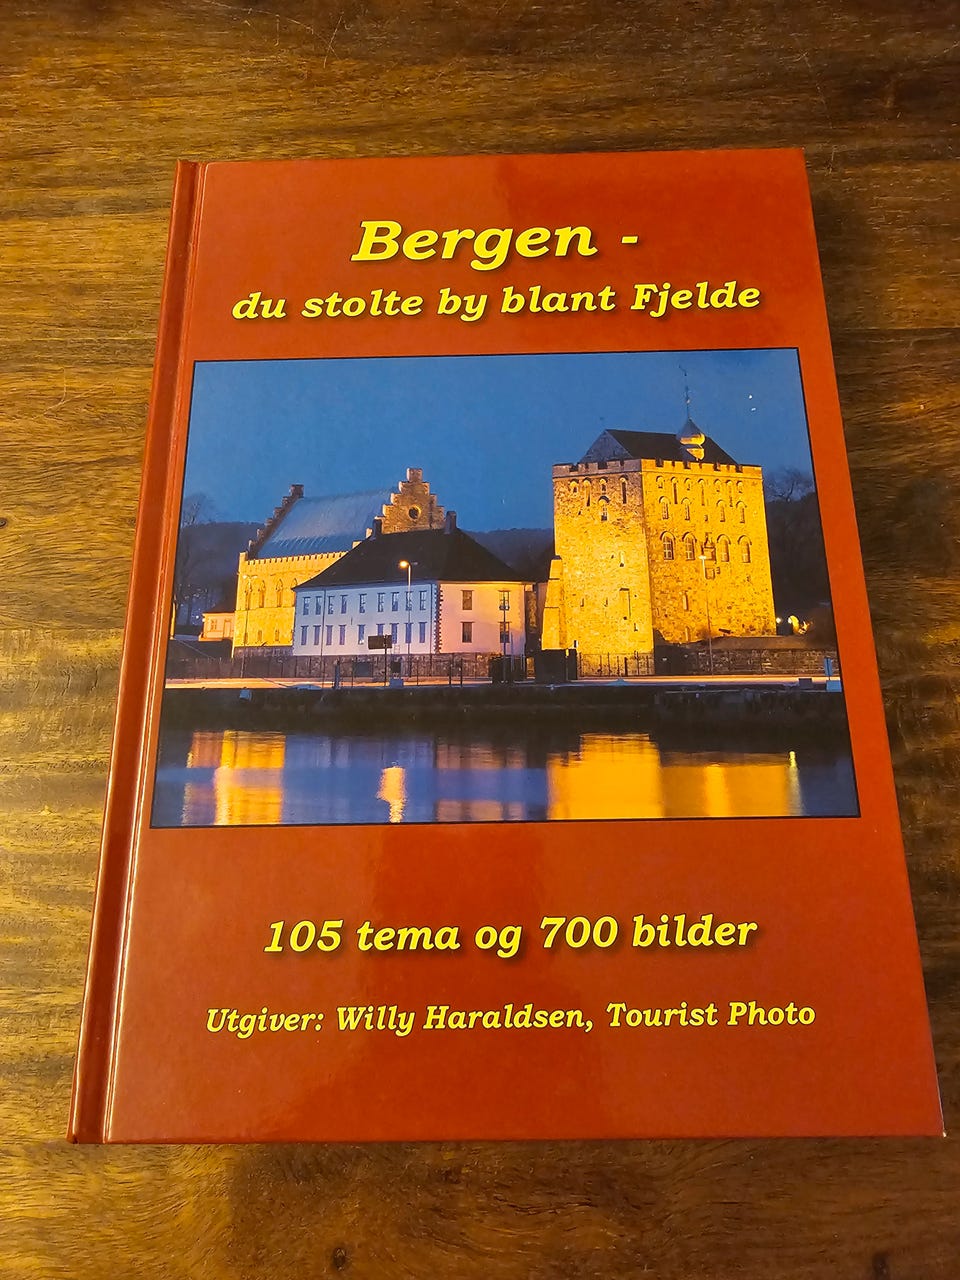 Bergen -
du stolte by blant Fjelde
105 tema og 700 bilder
Utgiver: Willy Haraldsen, Tourist Photo